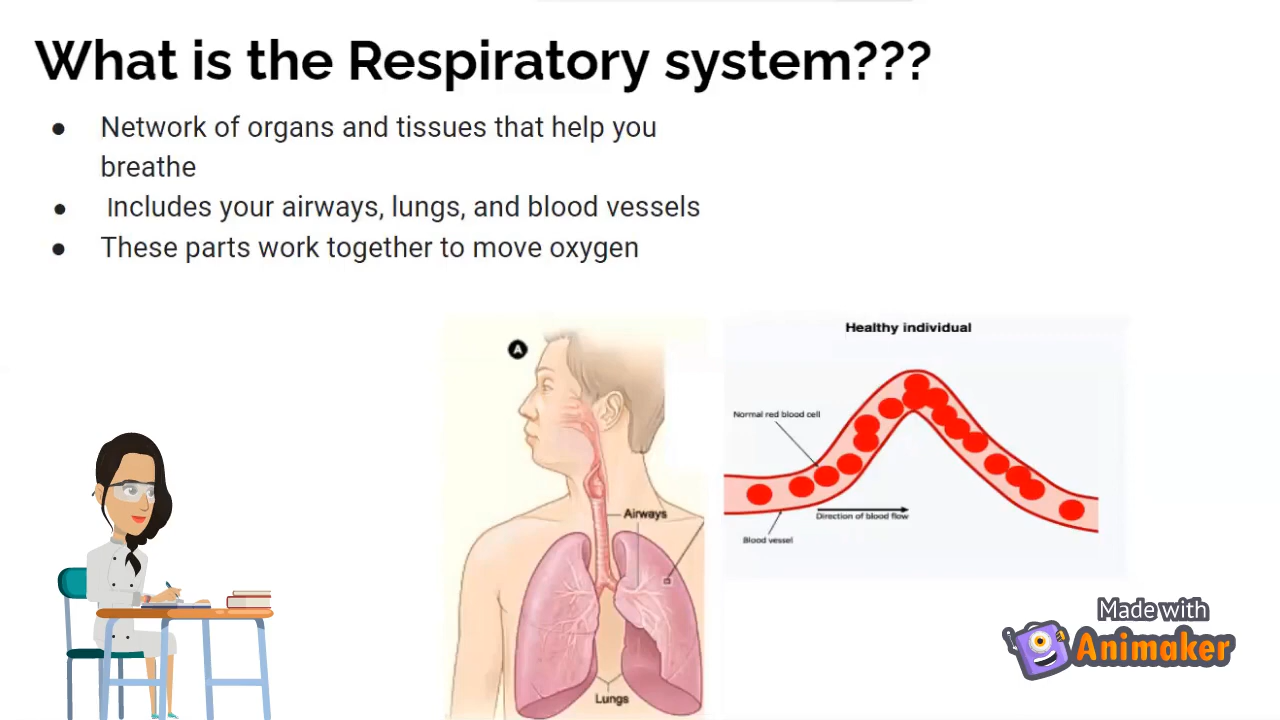 What is the Respiratory system???
● Network of organs and tissues that help you
breathe
● Includes your airways, lungs, and blood vessels
● These parts work together to move oxygen
A
Airways
Lungs
Healthy individual
Normal red blood cell
Direction of blood flow
Blood vessel
Made with
Animaker